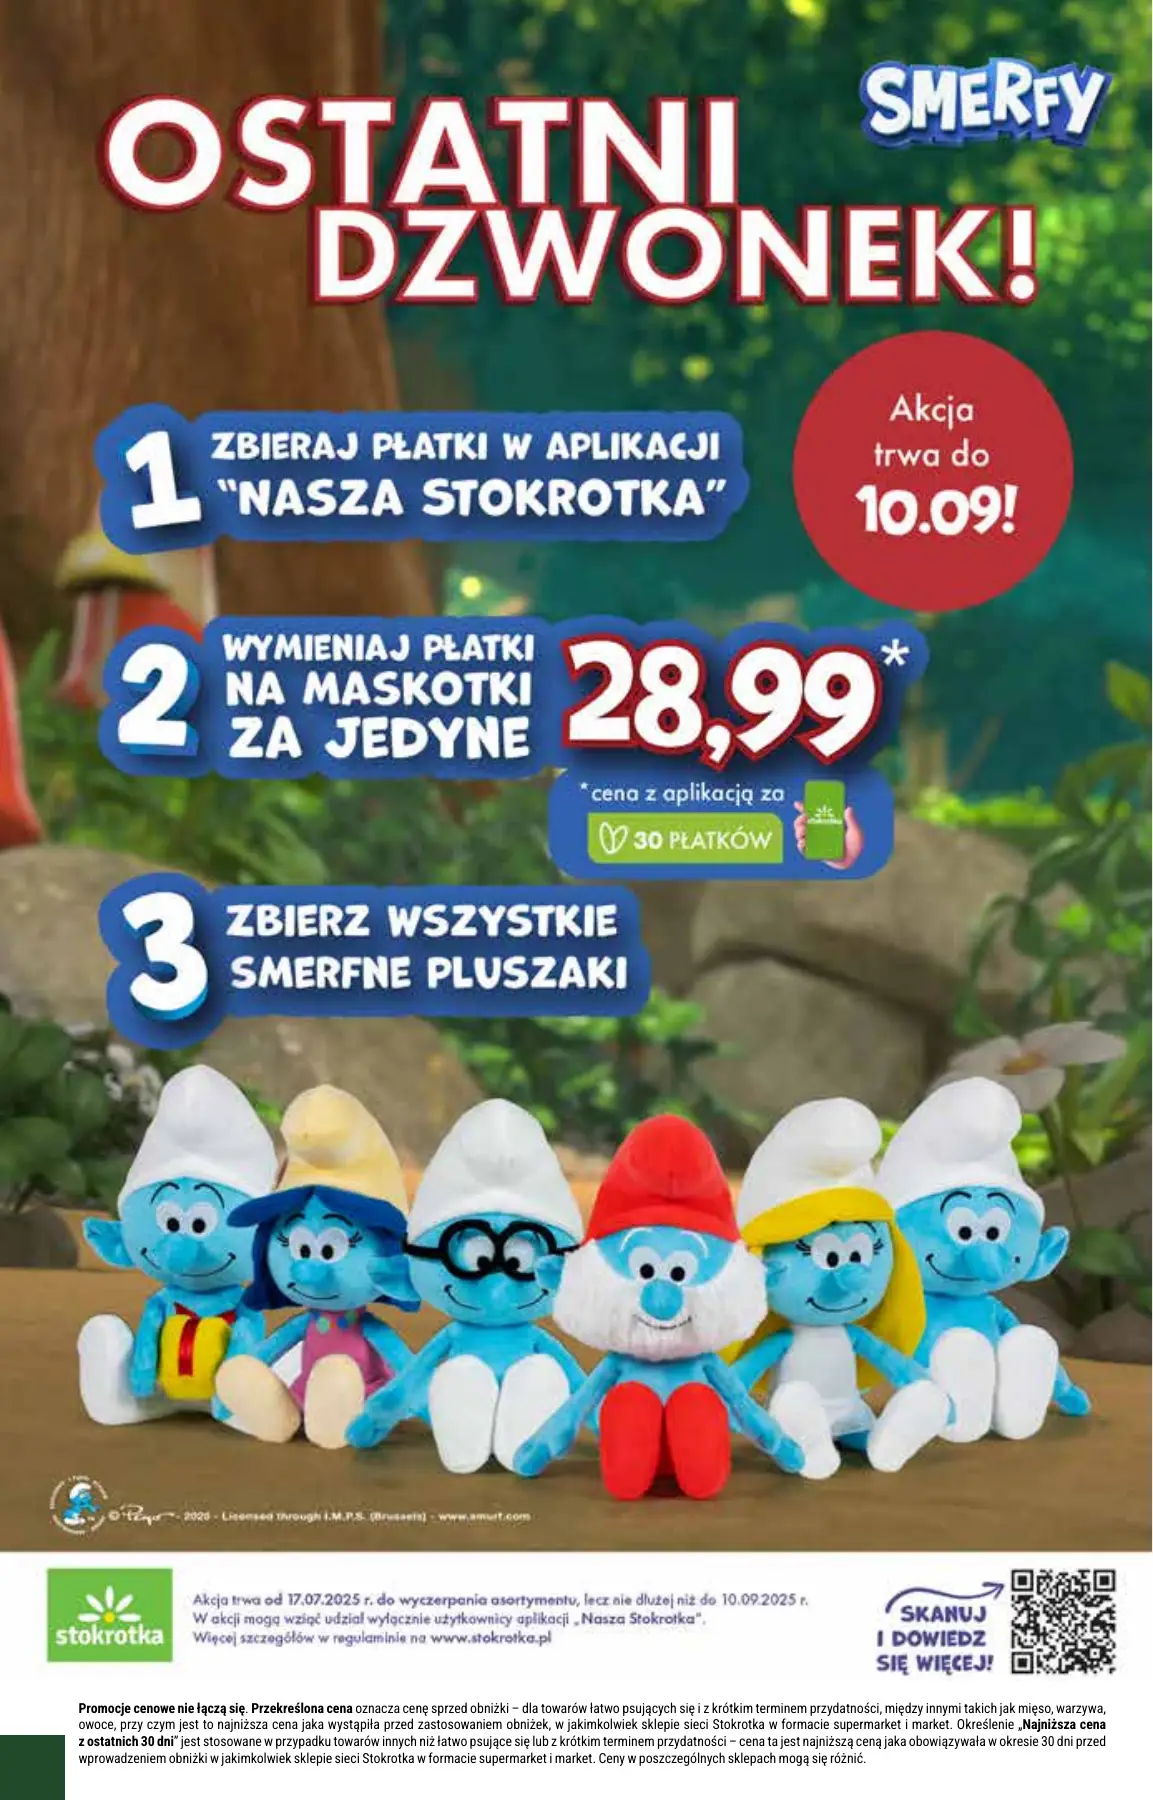 SMERFY
OSTATNI
DZWONEK!
Akcja
trwa do
10.09!
1 ZBIERAJ PŁATKI W APLIKACJI
"NASZA STOKROTKA"
2 WYMIENIAJ PŁATKI
NA MASKOTKI
ZA JEDYNE
28,99*
*cena z aplikacją za
30 PŁATKÓW
stokrotka
3 ZBIERZ WSZYSTKIE
SMERFNE PLUSZAKI
© Peyo - 2025 - Licensed through I.M.P.S. (Brussels) - www.smurf.com
stokrotka
Akcja trwa od 17.07.2025 r. do wyczerpania asortymentu, lecz nie dłużej niż do 10.09.2025 r.
W akcji mogą wziąć udział wyłącznie użytkownicy aplikacji „Nasza Stokrotka".
Więcej szczegółów w regulaminie na www.stokrotka.pl
SKANUJ
I DOWIEDZ
SIĘ WIĘCEJ!
Promocje cenowe nie łączą się. Przekreślona cena oznacza cenę sprzed obniżki – dla towarów łatwo psujących się i z krótkim terminem przydatności, między innymi takich jak mięso, warzywa,
owoce, przy czym jest to najniższa cena jaka wystąpiła przed zastosowaniem obniżek, w jakimkolwiek sklepie sieci Stokrotka w formacie supermarket i market. Określenie „Najniższa cena
z ostatnich 30 dni" jest stosowane w przypadku towarów innych niż łatwo psujące się lub z krótkim terminem przydatności – cena ta jest najniższą ceną jaka obowiązywała w okresie 30 dni przed
wprowadzeniem obniżki w jakimkolwiek sklepie sieci Stokrotka w formacie supermarket i market. Ceny w poszczególnych sklepach mogą się różnić.